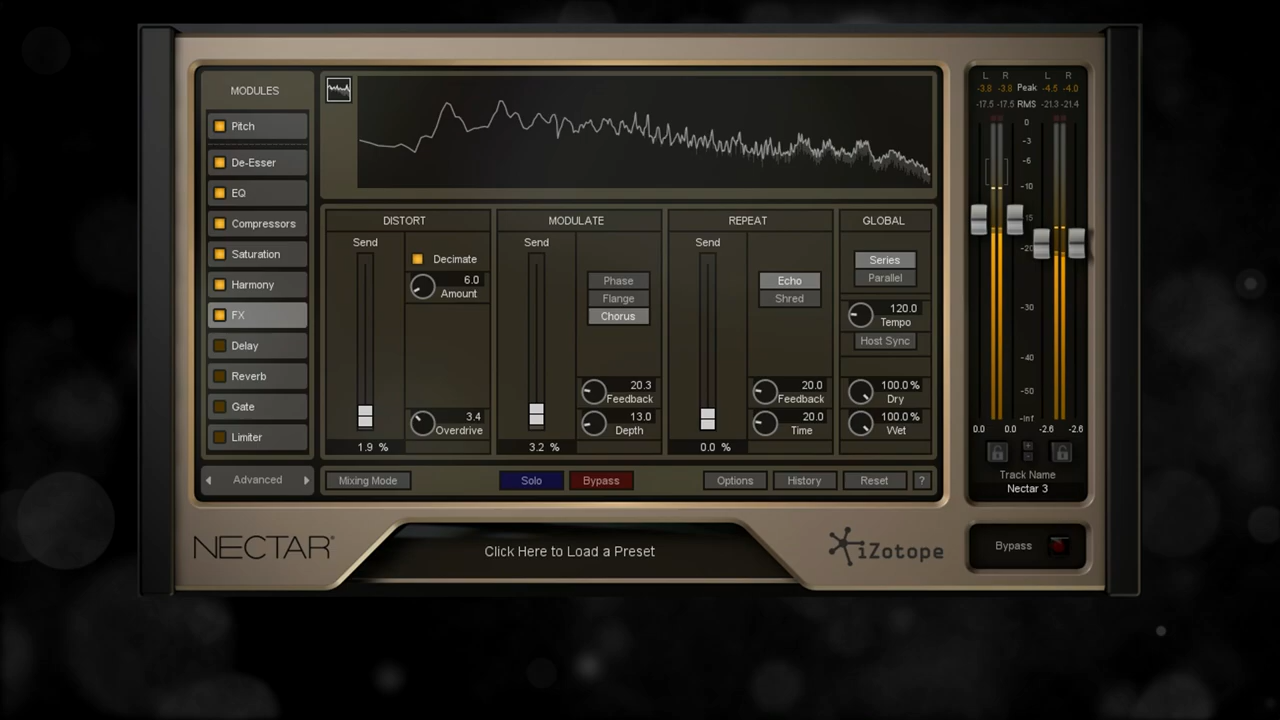 MODULES
Pitch
De-Esser
EQ
Compressors
Saturation
Harmony
FX
Delay
Reverb
Gate
Limiter
Advanced
DISTORT
Send
Decimate
6.0
Amount
3.4
Overdrive
1.9 %
MODULATE
Send
Phase
Flange
Chorus
20.3
Feedback
13.0
Depth
3.2 %
REPEAT
Send
Echo
Shred
20.0
Feedback
20.0
Time
0.0 %
GLOBAL
Series
Parallel
120.0
Tempo
Host Sync
100.0 %
Dry
100.0 %
Wet
Mixing Mode
Solo
Bypass
Options
History
Reset
?
L R L R
-3.8 -3.8 Peak -4.5 -4.0
-17.5 -17.5 RMS -21.3 -21.4
0
-3
-6
-10
-15
-20
-30
-40
-50
-Inf
0.0 0.0 -2.6 -2.6
Track Name
Nectar 3
NECTAR
Click Here to Load a Preset
iZotope
Bypass